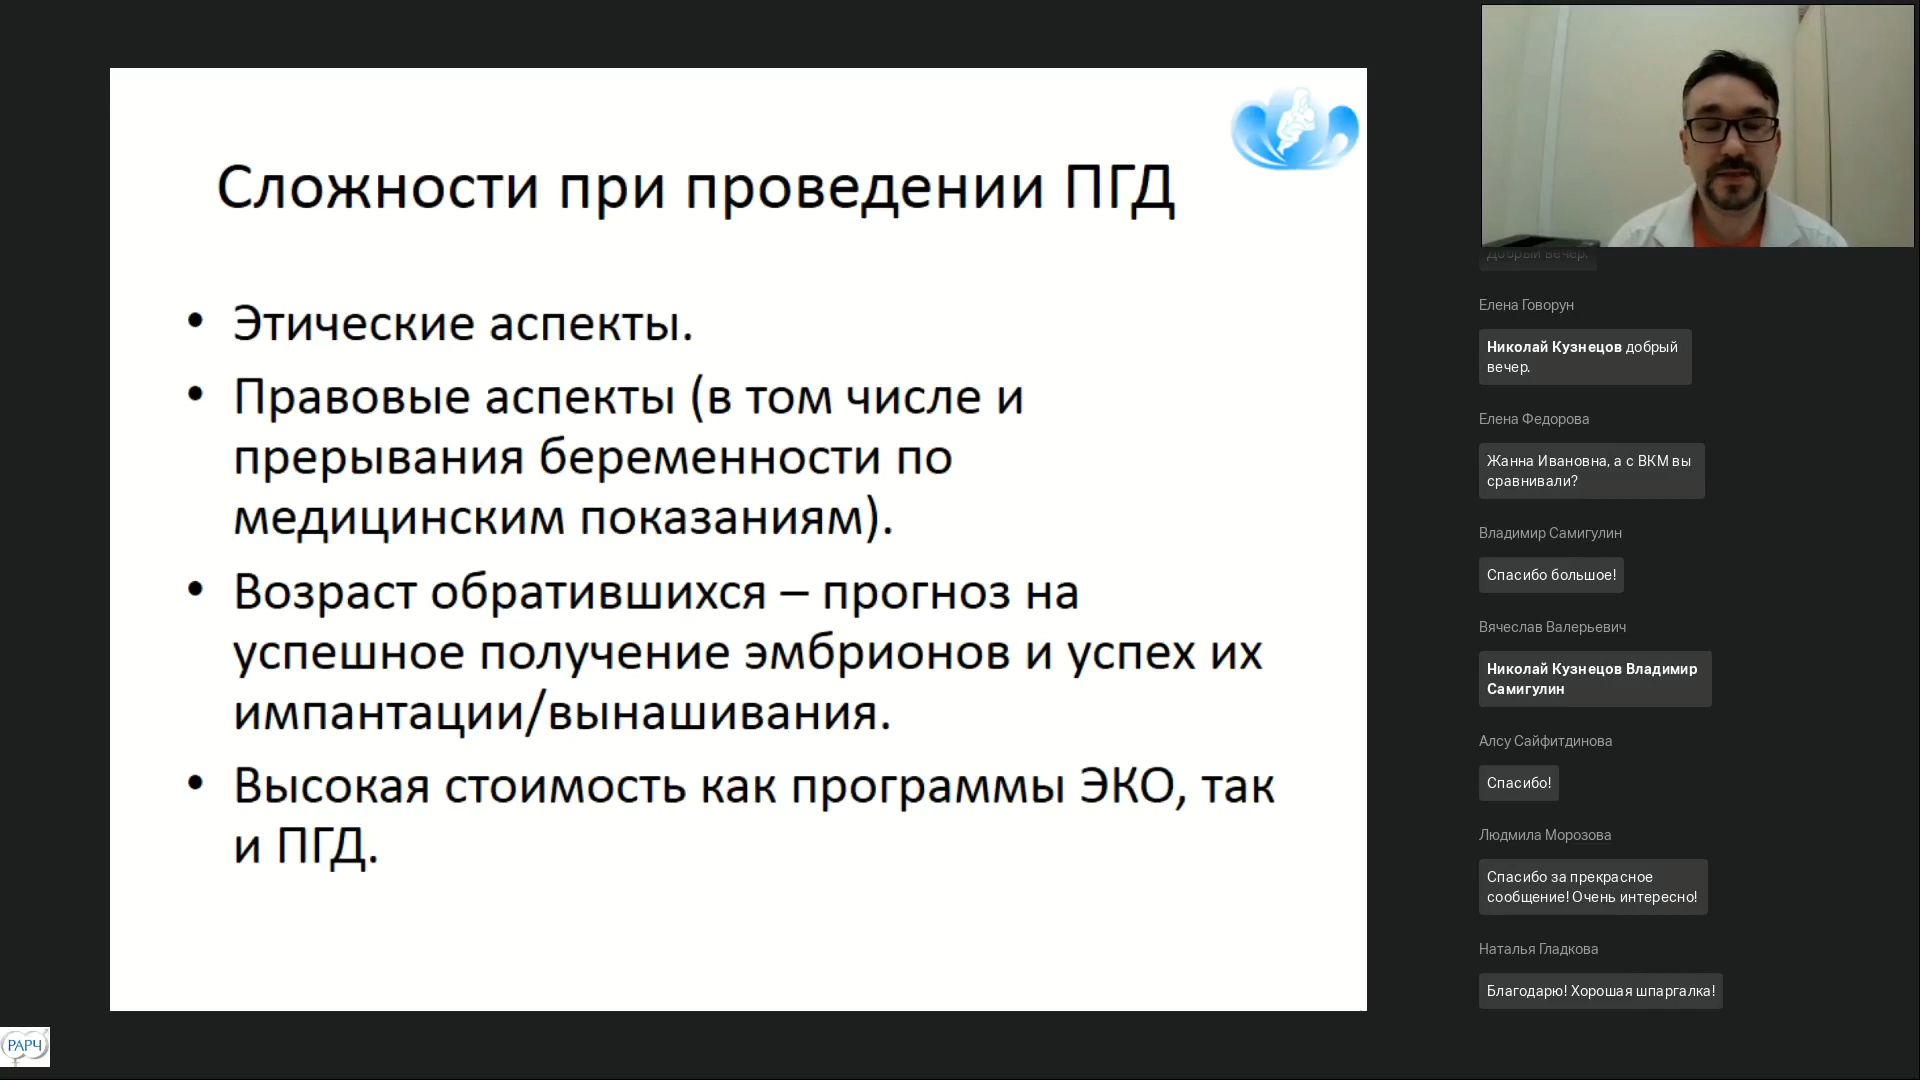 Сложности при проведении ПГД
• Этические аспекты.
• Правовые аспекты (в том числе и
прерывания беременности по
медицинским показаниям).
• Возраст обратившихся – прогноз на
успешное получение эмбрионов и успех их
импантации/вынашивания.
• Высокая стоимость как программы ЭКО, так
и ПГД.
Добрый вечер.
Елена Говорун
Николай Кузнецов добрый
вечер.
Елена Федорова
Жанна Ивановна, а с ВКМ вы
сравнивали?
Владимир Самигулин
Спасибо большое!
Вячеслав Валерьевич
Николай Кузнецов Владимир
Самигулин
Алсу Сайфитдинова
Спасибо!
Людмила Морозова
Спасибо за прекрасное
сообщение! Очень интересно!
Наталья Гладкова
Благодарю! Хорошая шпаргалка!
РАРЧ